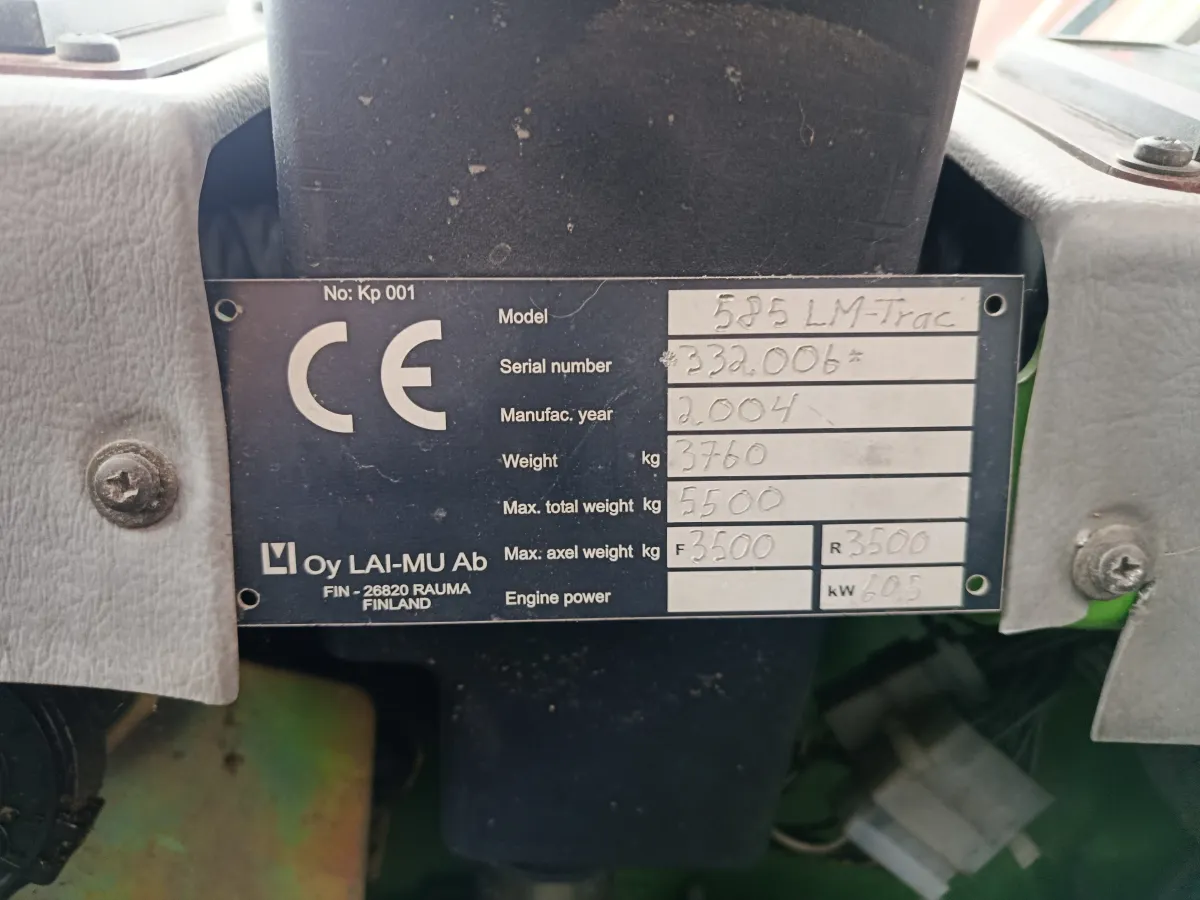 No: Kp 001
CE
Model 585 LM-Trac
Serial number *332.006*
Manufac. year 2004
Weight kg 3760
Max. total weight kg 5500
Max. axel weight kg F 3500 R 3500
Engine power kW 60,5
LM Oy LAI-MU Ab
FIN - 26820 RAUMA
FINLAND